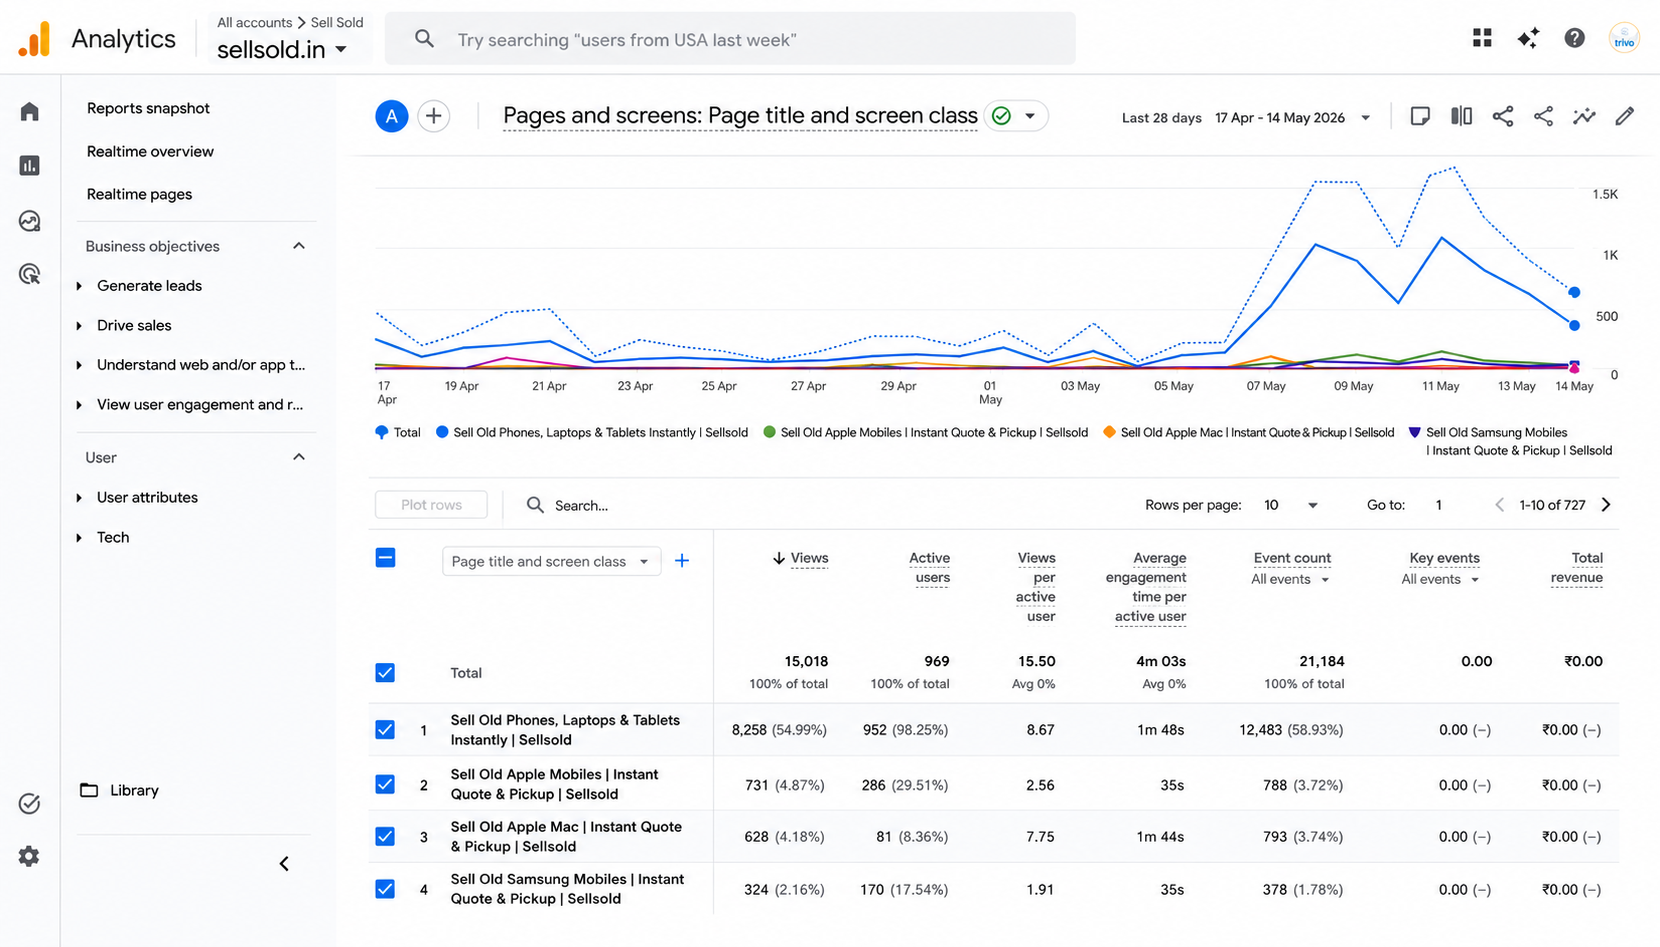 Analytics
All accounts > Sell Sold
sellsold.in
Try searching "users from USA last week"
trivo
Reports snapshot
Realtime overview
Realtime pages
Business objectives
Generate leads
Drive sales
Understand web and/or app t...
View user engagement and r...
User
User attributes
Tech
Library
A
Pages and screens: Page title and screen class
Last 28 days 17 Apr - 14 May 2026
1.5K
1K
500
0
17 Apr
19 Apr
21 Apr
23 Apr
25 Apr
27 Apr
29 Apr
01 May
03 May
05 May
07 May
09 May
11 May
13 May
14 May
Total
Sell Old Phones, Laptops & Tablets Instantly | Sellsold
Sell Old Apple Mobiles | Instant Quote & Pickup | Sellsold
Sell Old Apple Mac | Instant Quote & Pickup | Sellsold
Sell Old Samsung Mobiles
| Instant Quote & Pickup | Sellsold
Plot rows
Search...
Rows per page: 10
Go to: 1
1-10 of 727
Page title and screen class
Views
Active
users
Views
per
active
user
Average
engagement
time per
active user
Event count
All events
Key events
All events
Total
revenue
Total
15,018
100% of total
969
100% of total
15.50
Avg 0%
4m 03s
Avg 0%
21,184
100% of total
0.00
₹0.00
1
Sell Old Phones, Laptops & Tablets
Instantly | Sellsold
8,258 (54.99%)
952 (98.25%)
8.67
1m 48s
12,483 (58.93%)
0.00 (–)
₹0.00 (–)
2
Sell Old Apple Mobiles | Instant
Quote & Pickup | Sellsold
731 (4.87%)
286 (29.51%)
2.56
35s
788 (3.72%)
0.00 (–)
₹0.00 (–)
3
Sell Old Apple Mac | Instant Quote
& Pickup | Sellsold
628 (4.18%)
81 (8.36%)
7.75
1m 44s
793 (3.74%)
0.00 (–)
₹0.00 (–)
4
Sell Old Samsung Mobiles | Instant
Quote & Pickup | Sellsold
324 (2.16%)
170 (17.54%)
1.91
35s
378 (1.78%)
0.00 (–)
₹0.00 (–)